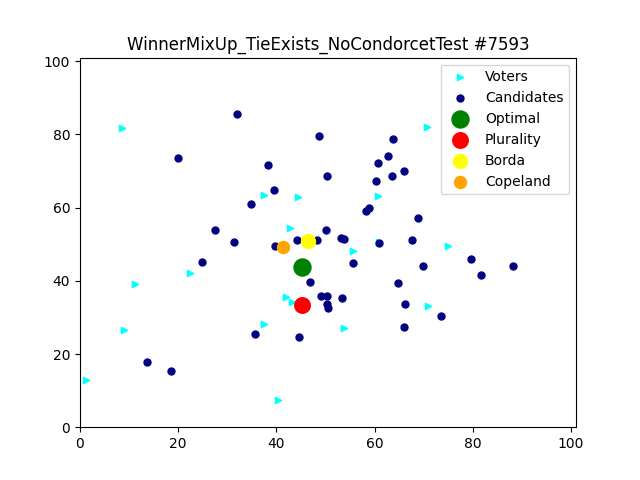 WinnerMixUp_TieExists_NoCondorcetTest #7593
100
80
60
40
20
0
0 20 40 60 80 100
Voters
Candidates
Optimal
Plurality
Borda
Copeland